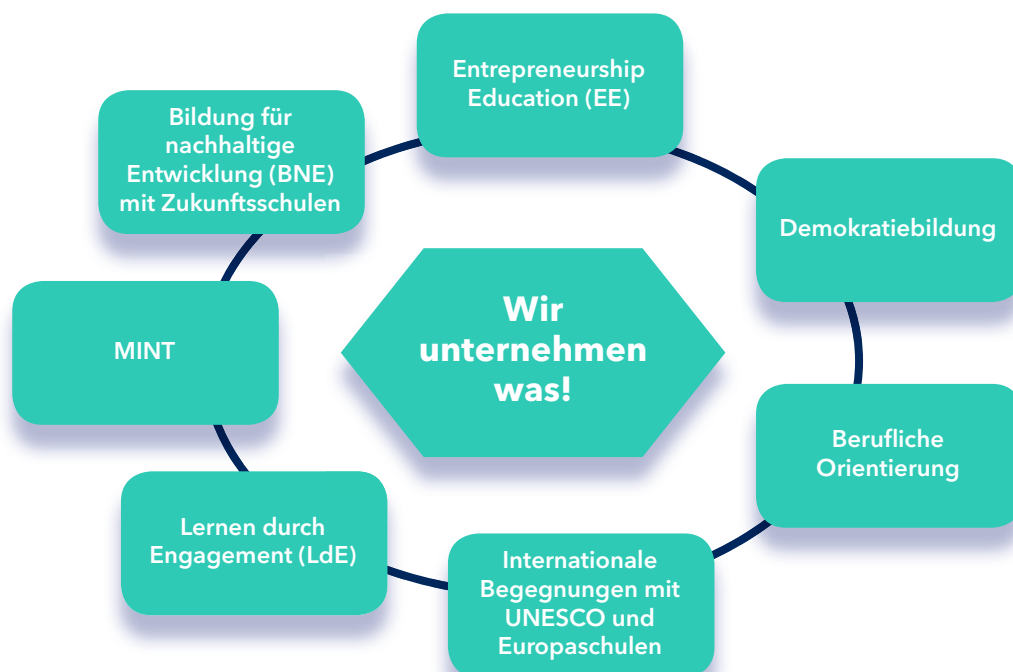 Entrepreneurship
Education (EE)
Bildung für
nachhaltige
Entwicklung (BNE)
mit Zukunftsschulen
Demokratiebildung
Wir
unternehmen
was!
MINT
Berufliche
Orientierung
Lernen durch
Engagement (LdE)
Internationale
Begegnungen mit
UNESCO und
Europaschulen